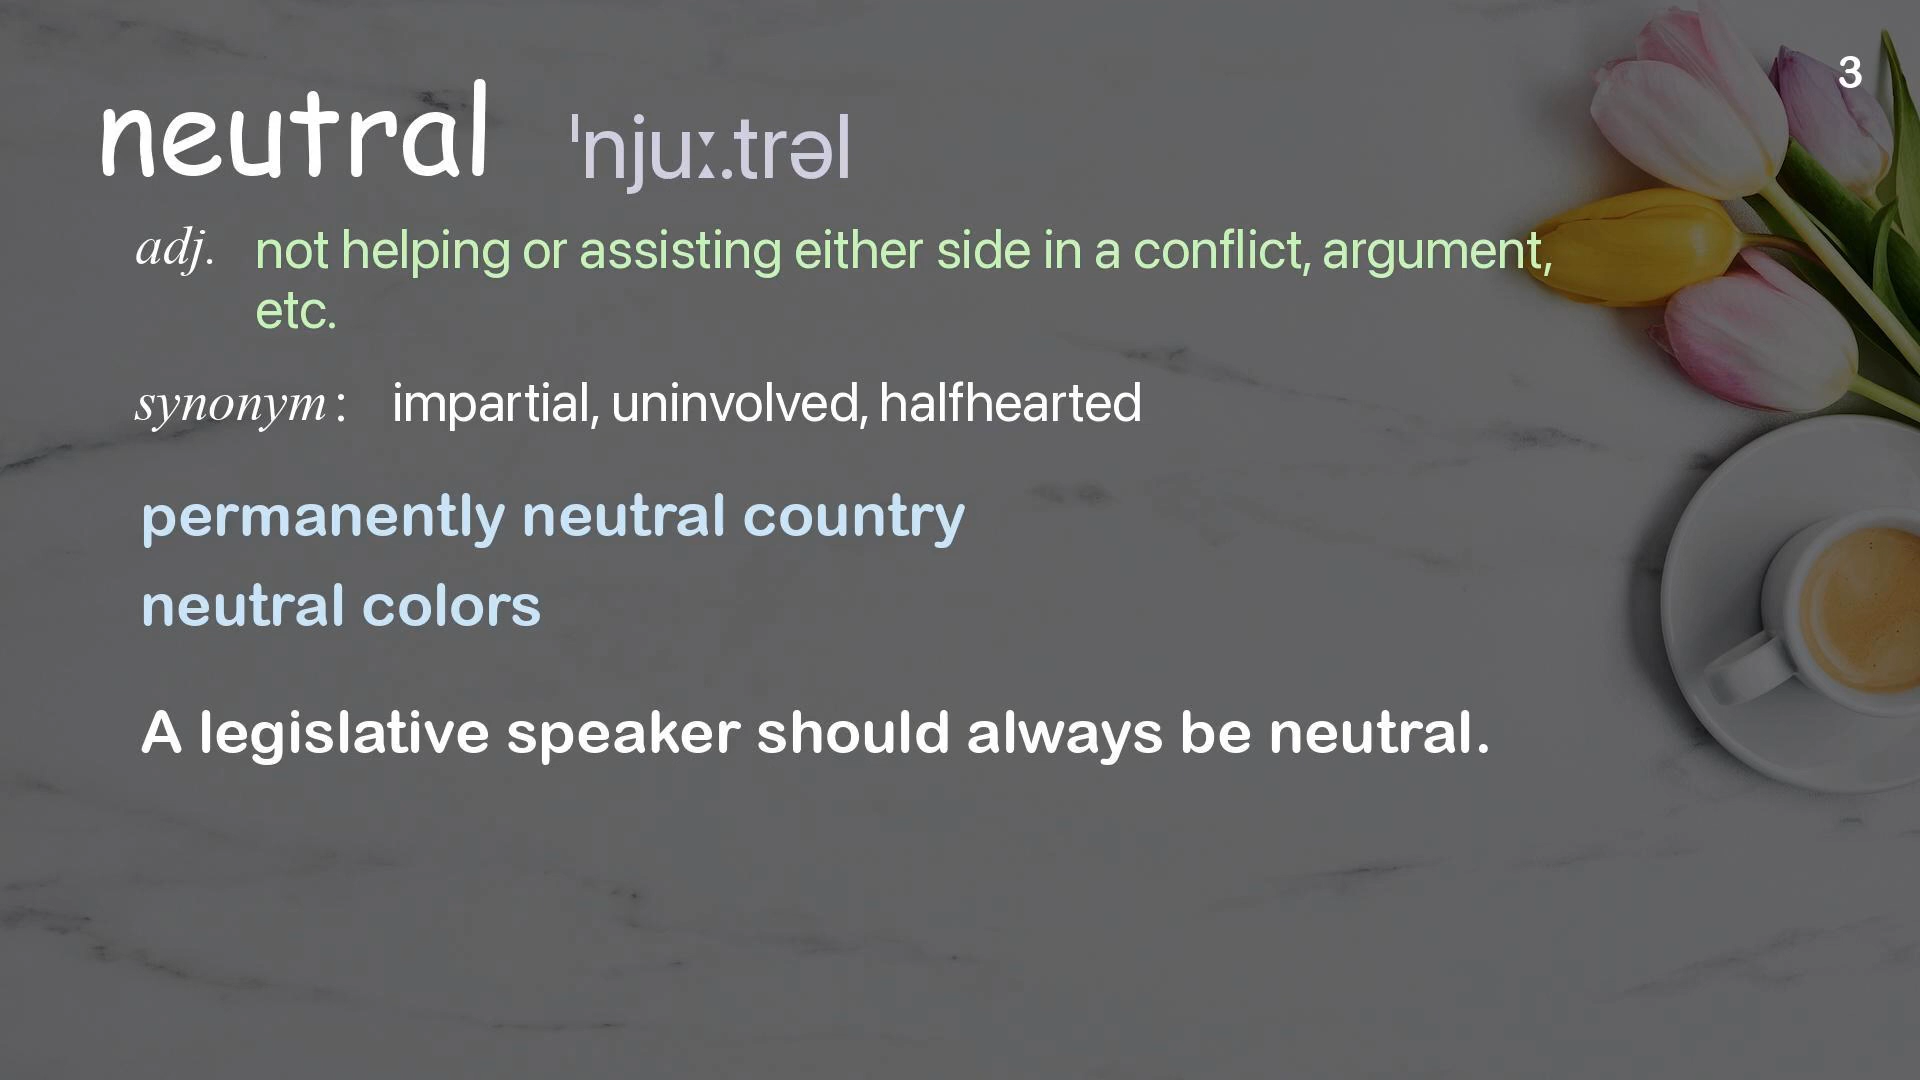 3
neutral ˈnjuː.trəl
adj. not helping or assisting either side in a conflict, argument,
etc.
synonym: impartial, uninvolved, halfhearted
permanently neutral country
neutral colors
A legislative speaker should always be neutral.